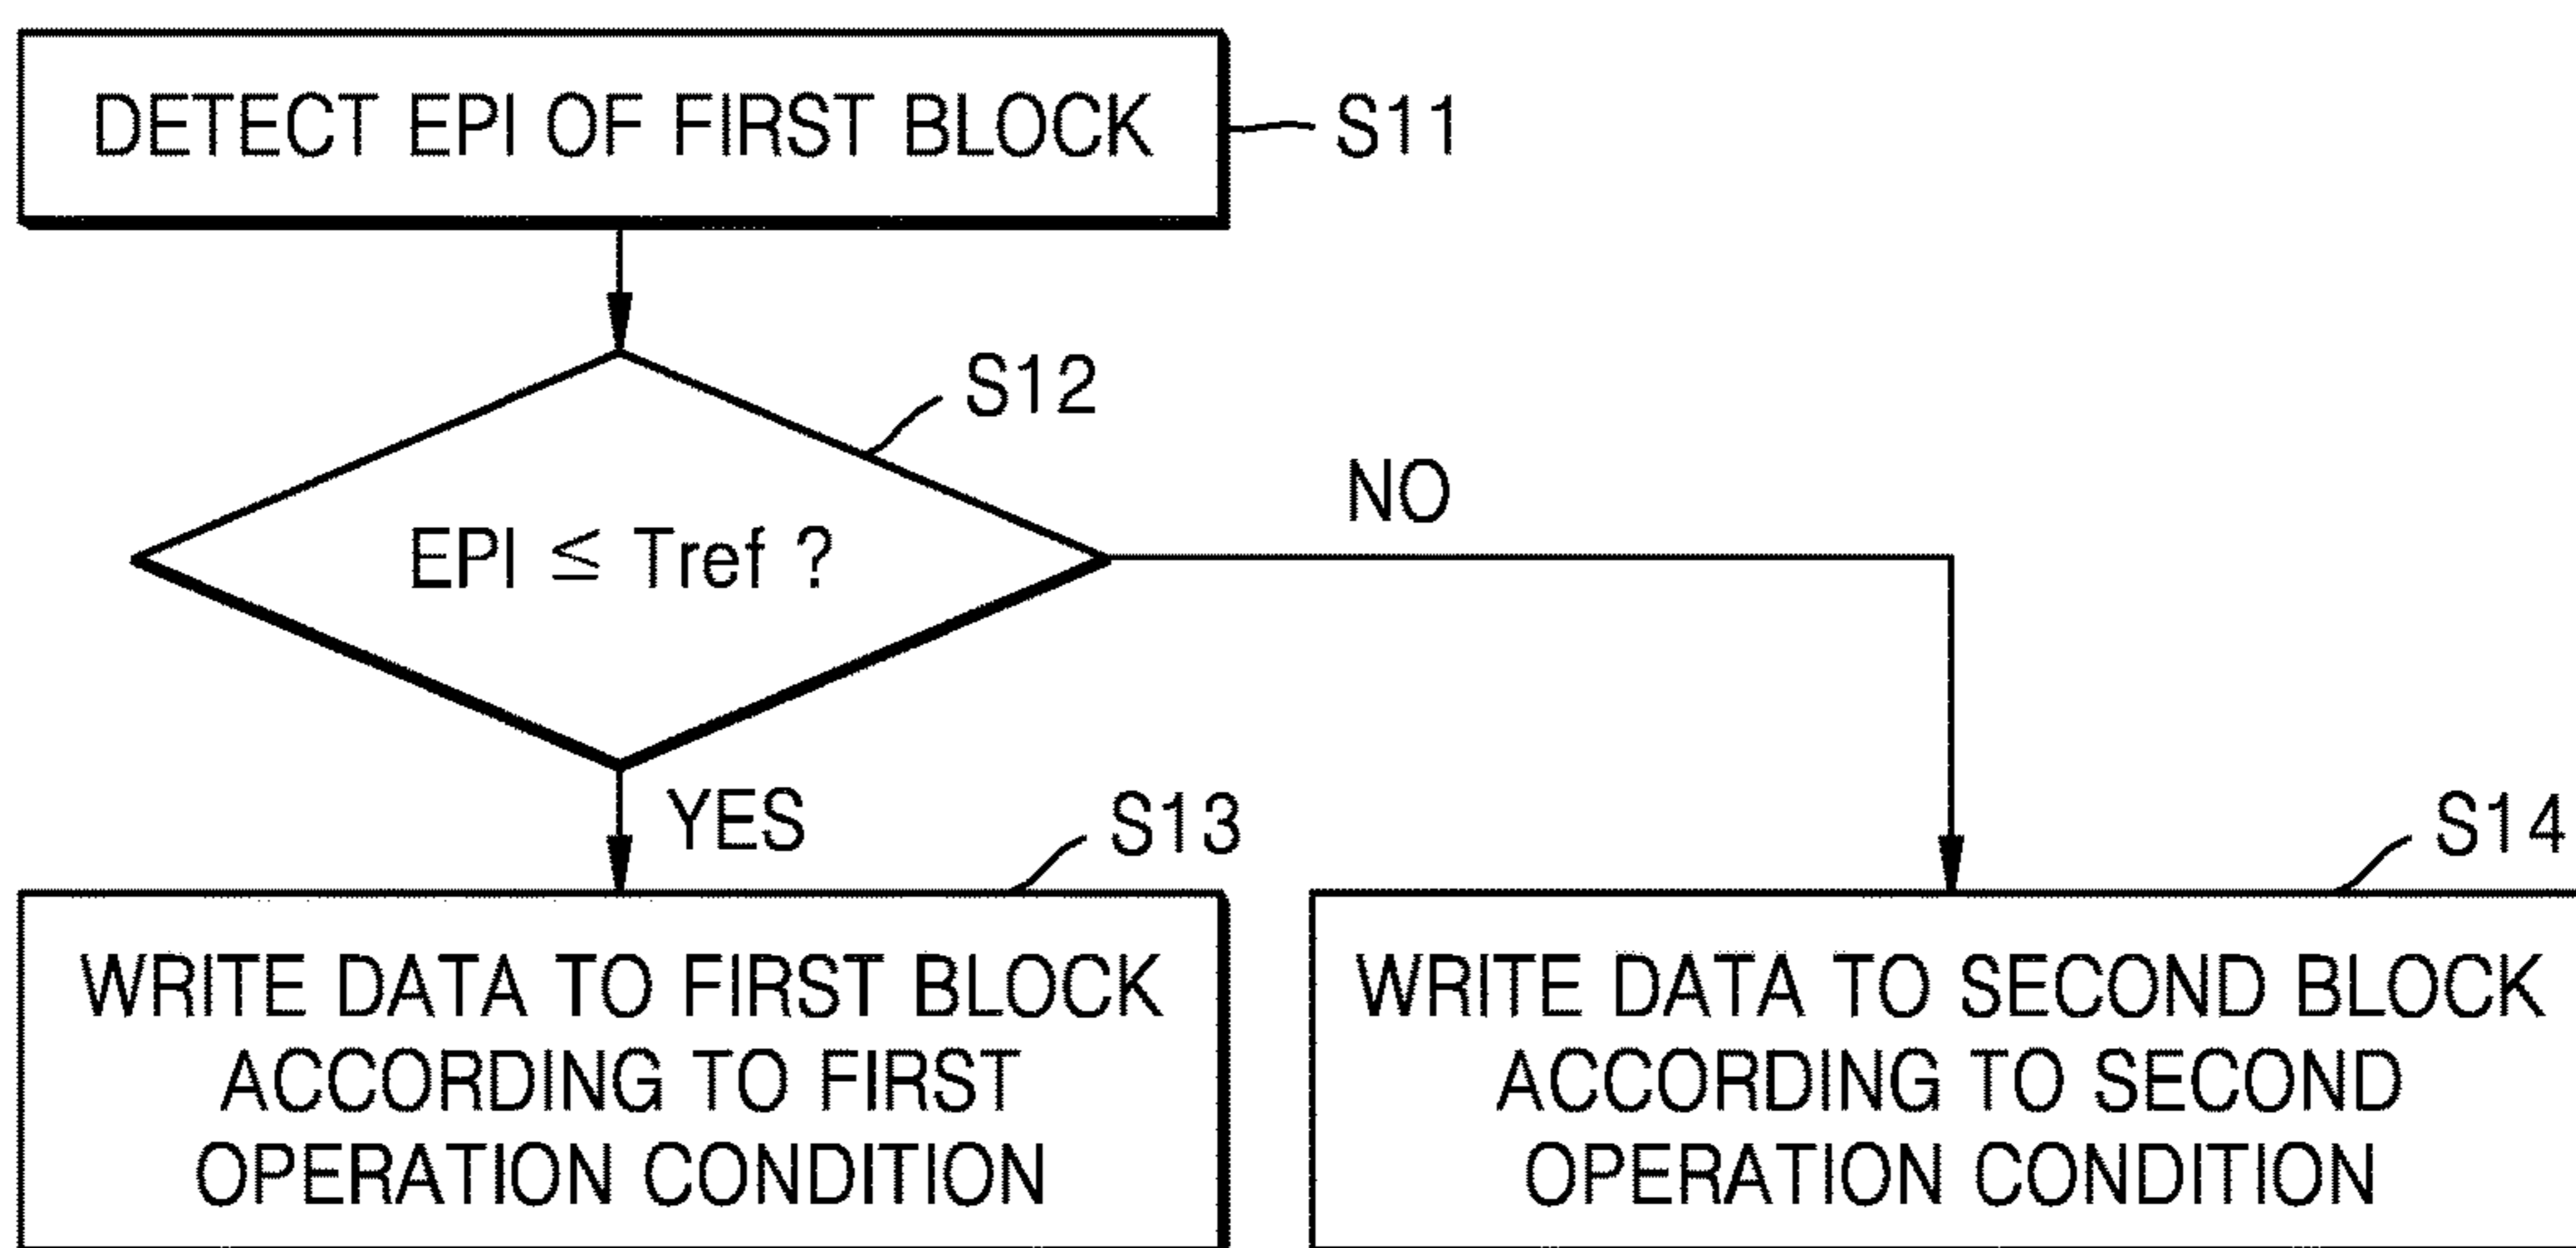 DETECT EPI OF FIRST BLOCK
S11
S12
EPI ≤ Tref ?
NO
YES
S13
S14
WRITE DATA TO FIRST BLOCK
ACCORDING TO FIRST
OPERATION CONDITION
WRITE DATA TO SECOND BLOCK
ACCORDING TO SECOND
OPERATION CONDITION